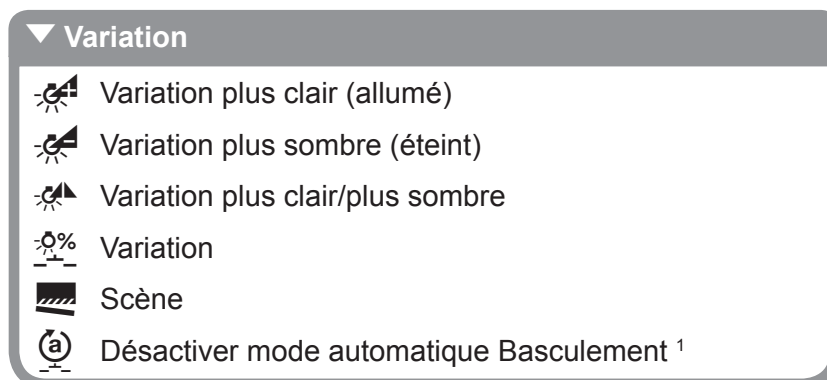 Variation
Variation plus clair (allumé)
Variation plus sombre (éteint)
Variation plus clair/plus sombre
% Variation
Scène
a Désactiver mode automatique Basculement ¹